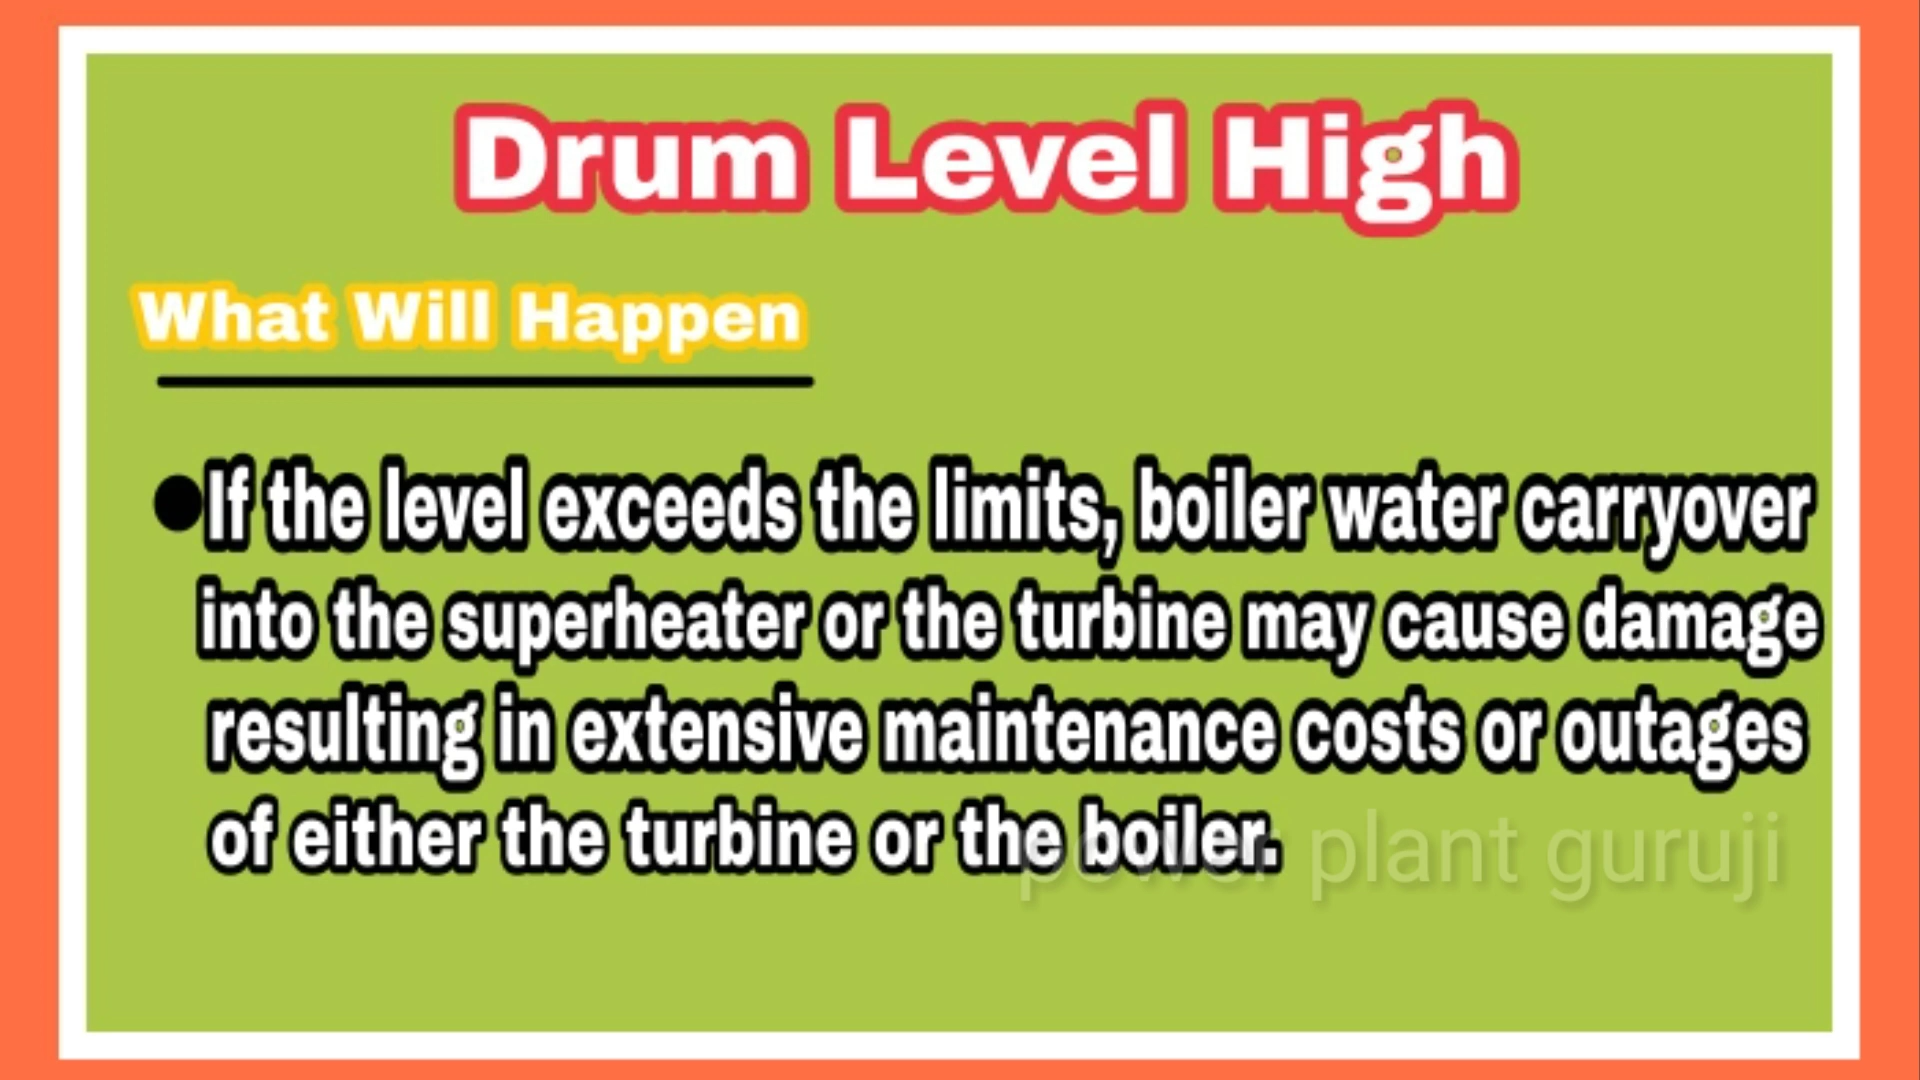 Drum Level High
What Will Happen
●If the level exceeds the limits, boiler water carryover
into the superheater or the turbine may cause damage
resulting in extensive maintenance costs or outages
of either the turbine or the boiler.
power plant guruji